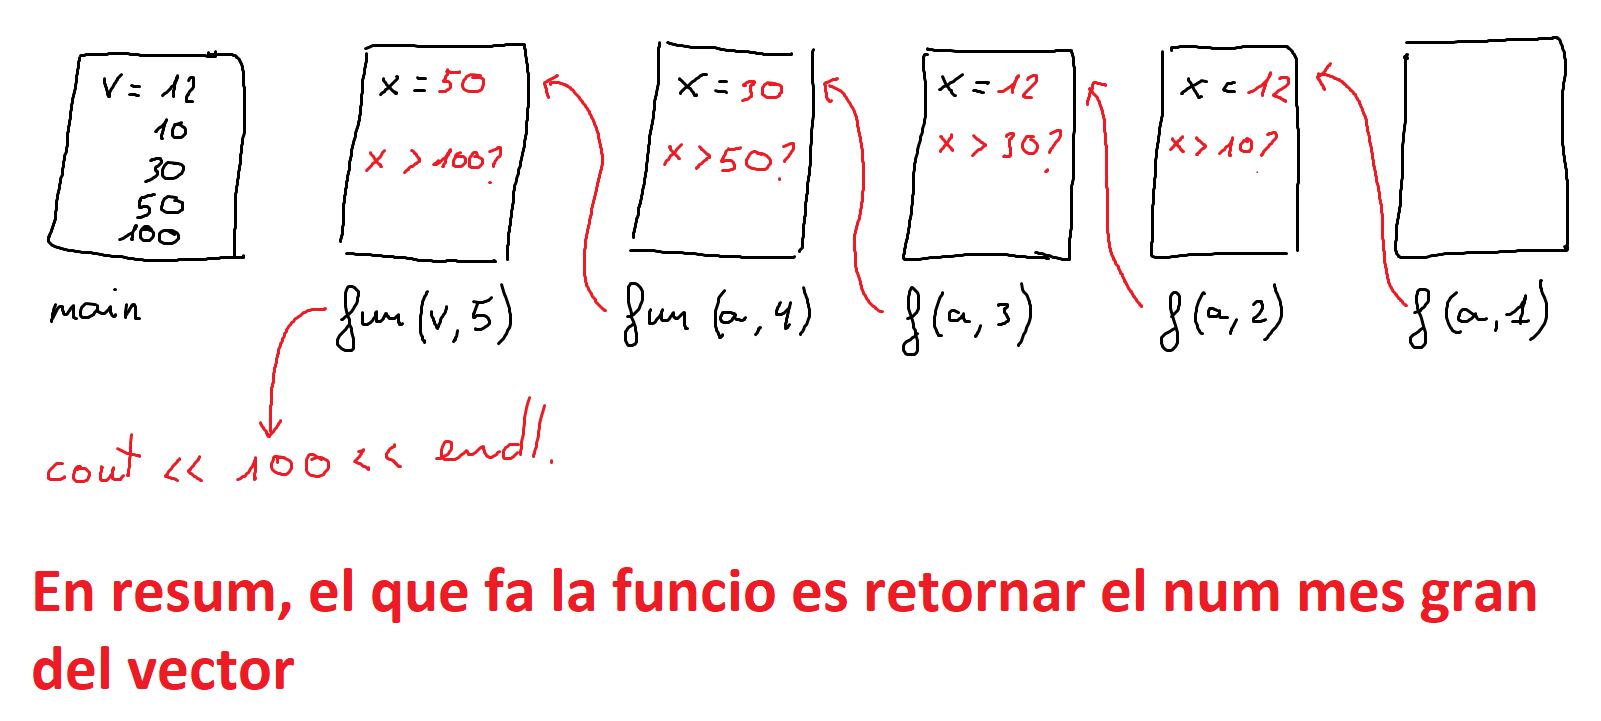 v = 12
10
30
50
100
main
x = 50
x > 100?
fun (v, 5)
x = 30
x > 50?
fun (a, 4)
x = 12
x > 30?
f (a, 3)
x = 12
x > 10?
f (a, 2)
f (a, 1)
cout << 100 << endl.
En resum, el que fa la funcio es retornar el num mes gran
del vector